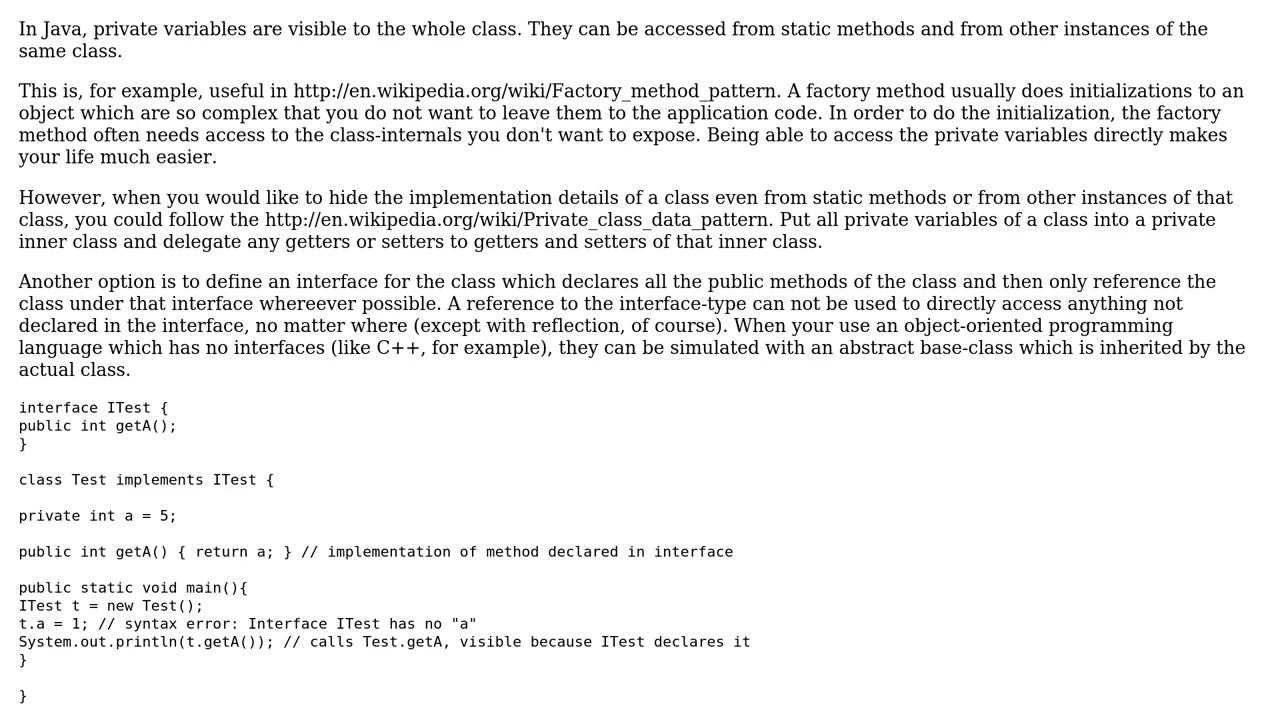 In Java, private variables are visible to the whole class. They can be accessed from static methods and from other instances of the
same class.
This is, for example, useful in http://en.wikipedia.org/wiki/Factory_method_pattern. A factory method usually does initializations to an
object which are so complex that you do not want to leave them to the application code. In order to do the initialization, the factory
method often needs access to the class-internals you don't want to expose. Being able to access the private variables directly makes
your life much easier.
However, when you would like to hide the implementation details of a class even from static methods or from other instances of that
class, you could follow the http://en.wikipedia.org/wiki/Private_class_data_pattern. Put all private variables of a class into a private
inner class and delegate any getters or setters to getters and setters of that inner class.
Another option is to define an interface for the class which declares all the public methods of the class and then only reference the
class under that interface whereever possible. A reference to the interface-type can not be used to directly access anything not
declared in the interface, no matter where (except with reflection, of course). When your use an object-oriented programming
language which has no interfaces (like C++, for example), they can be simulated with an abstract base-class which is inherited by the
actual class.
interface ITest {
public int getA();
}
class Test implements ITest {
private int a = 5;
public int getA() { return a; } // implementation of method declared in interface
public static void main(){
ITest t = new Test();
t.a = 1; // syntax error: Interface ITest has no "a"
System.out.println(t.getA()); // calls Test.getA, visible because ITest declares it
}
}